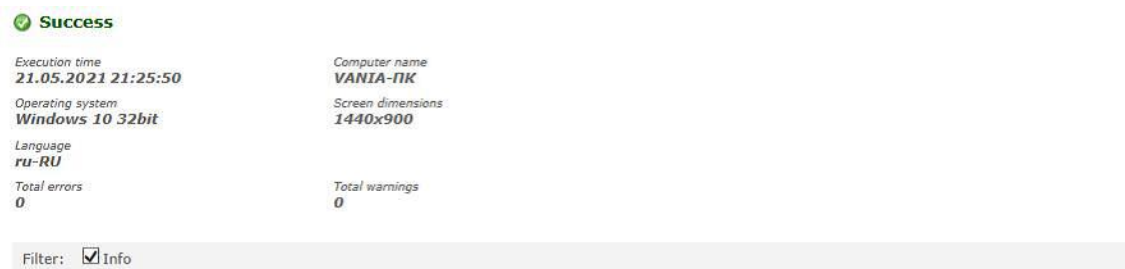 Success
Execution time Computer name
21.05.2021 21:25:50 VANIA-ПК
Operating system Screen dimensions
Windows 10 32bit 1440x900
Language
ru-RU
Total errors Total warnings
0 0
Filter: Info